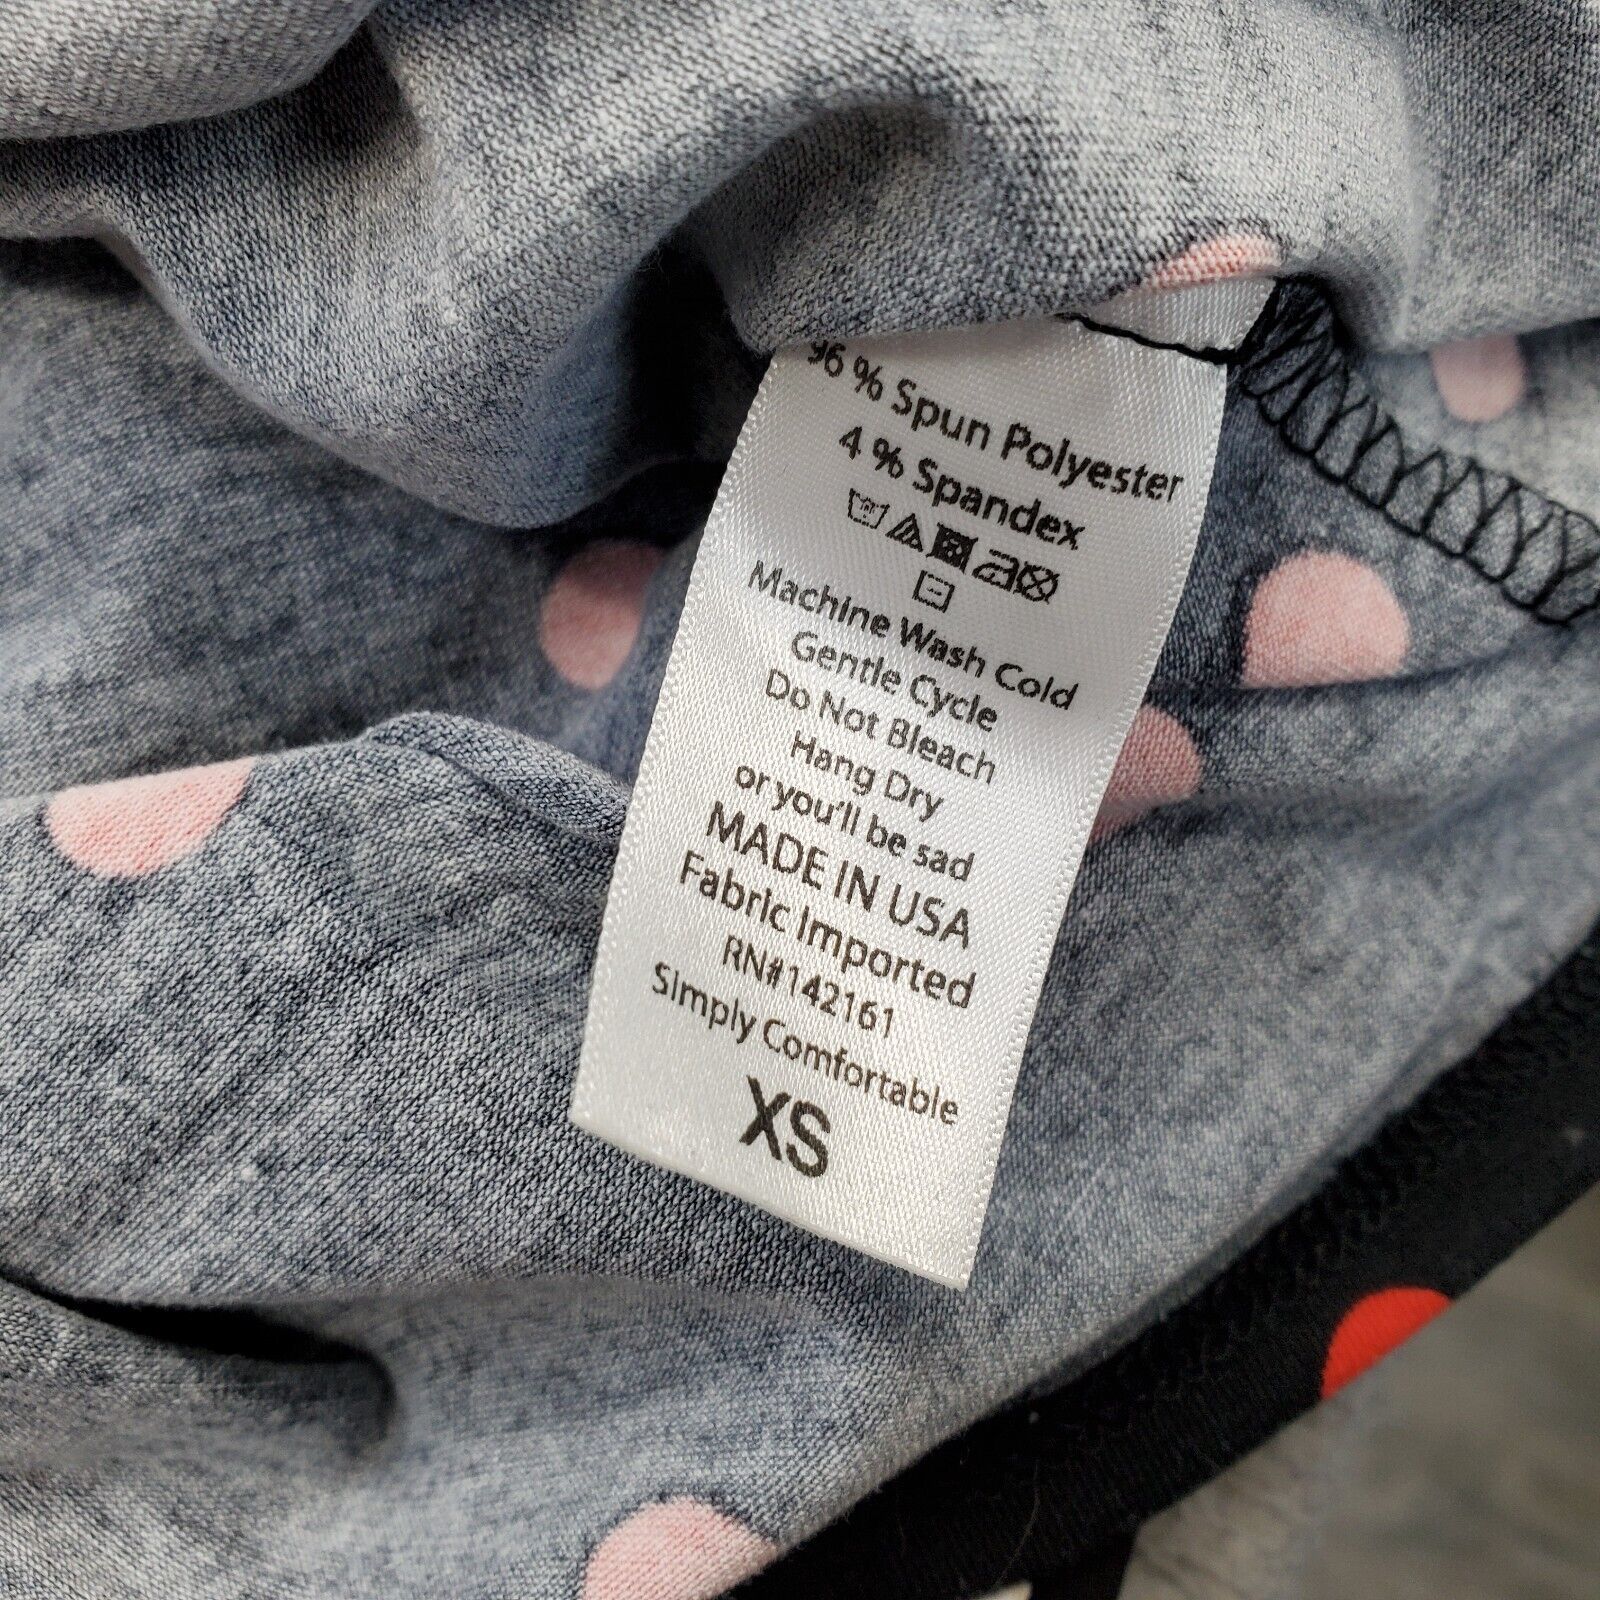 96 % Spun Polyester
4 % Spandex
Machine Wash Cold
Gentle Cycle
Do Not Bleach
Hang Dry
or you'll be sad
MADE IN USA
Fabric Imported
RN#142161
Simply Comfortable
XS